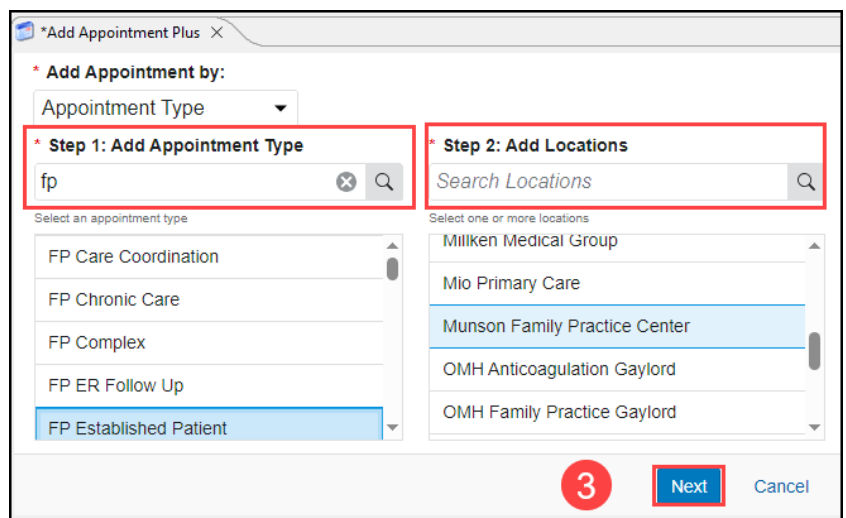 *Add Appointment Plus
* Add Appointment by:
Appointment Type
* Step 1: Add Appointment Type
fp
Select an appointment type
FP Care Coordination
FP Chronic Care
FP Complex
FP ER Follow Up
FP Established Patient
* Step 2: Add Locations
Search Locations
Select one or more locations
Millken Medical Group
Mio Primary Care
Munson Family Practice Center
OMH Anticoagulation Gaylord
OMH Family Practice Gaylord
3
Next
Cancel